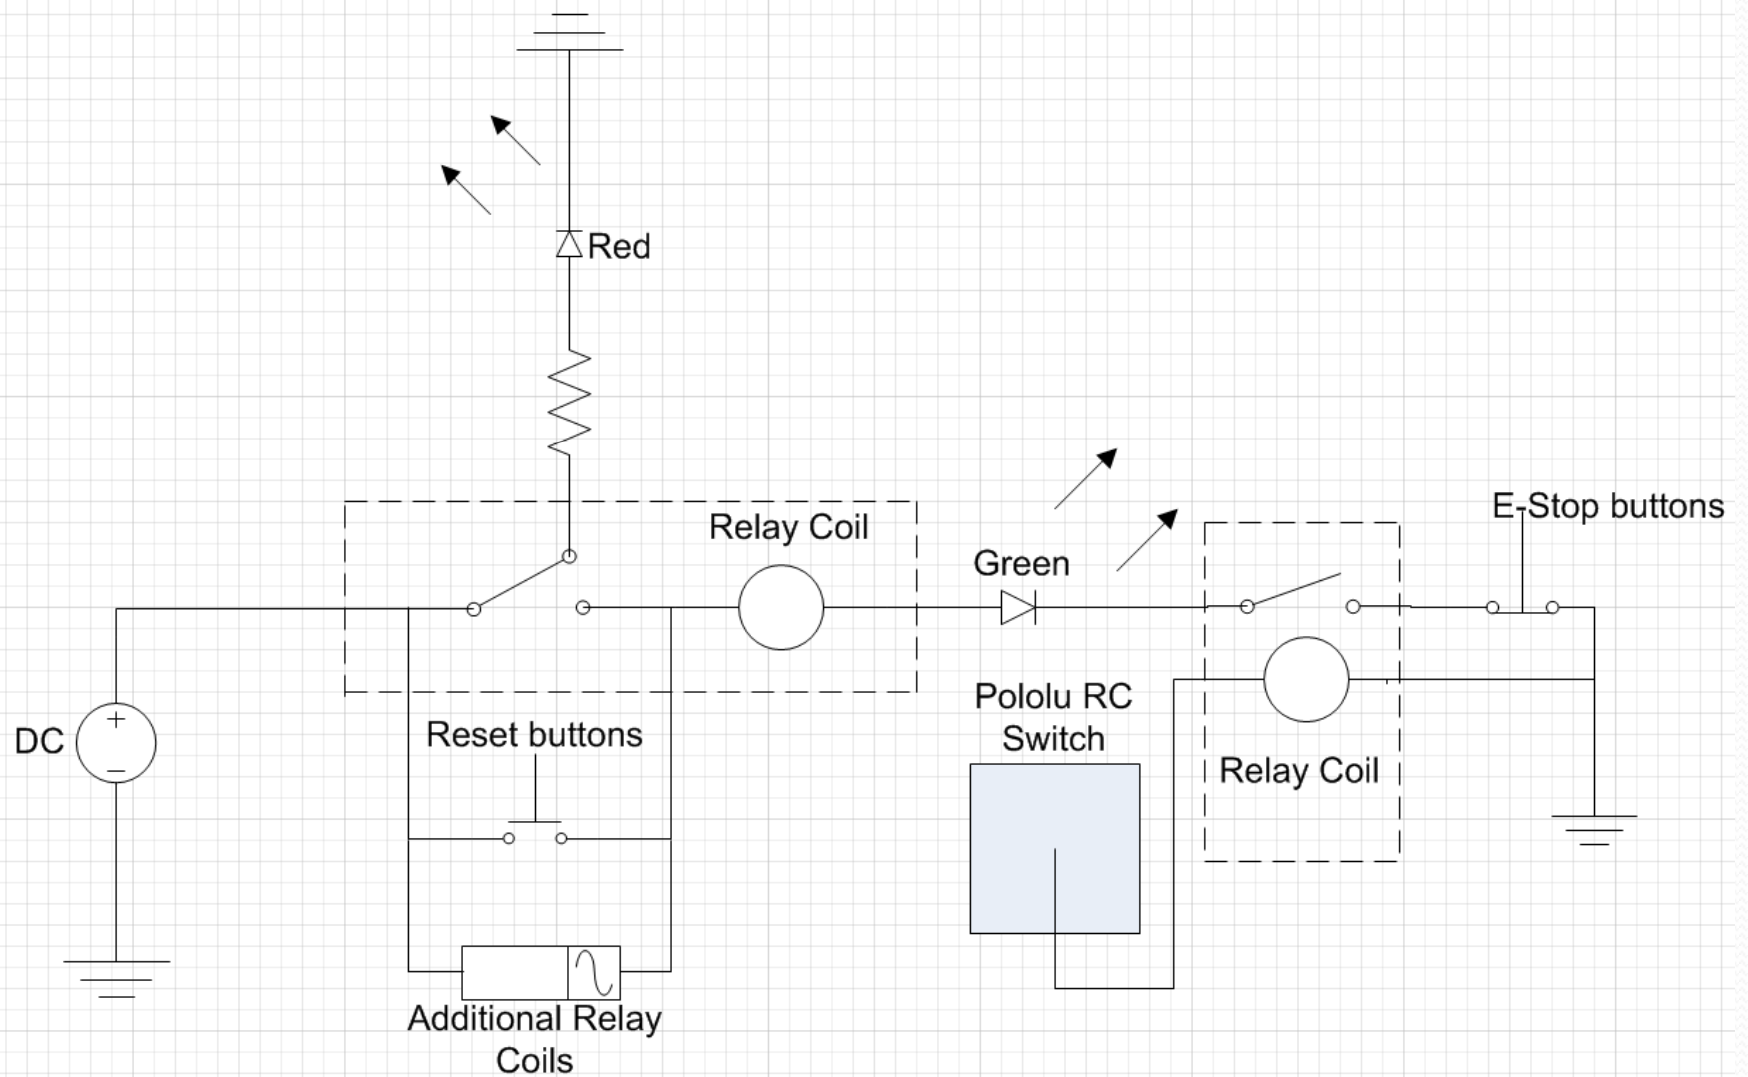 Red
Relay Coil
E-Stop buttons
Green
Pololu RC
Switch
Reset buttons
DC
+
−
Relay Coil
Additional Relay
Coils